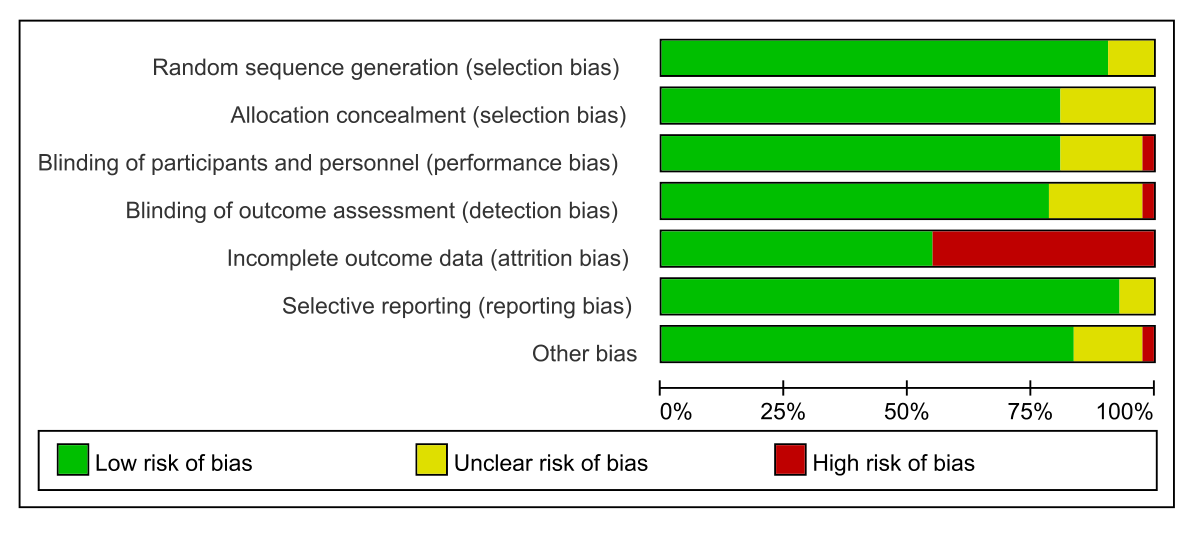 Random sequence generation (selection bias)
Allocation concealment (selection bias)
Blinding of participants and personnel (performance bias)
Blinding of outcome assessment (detection bias)
Incomplete outcome data (attrition bias)
Selective reporting (reporting bias)
Other bias
0% 25% 50% 75% 100%
Low risk of bias Unclear risk of bias High risk of bias